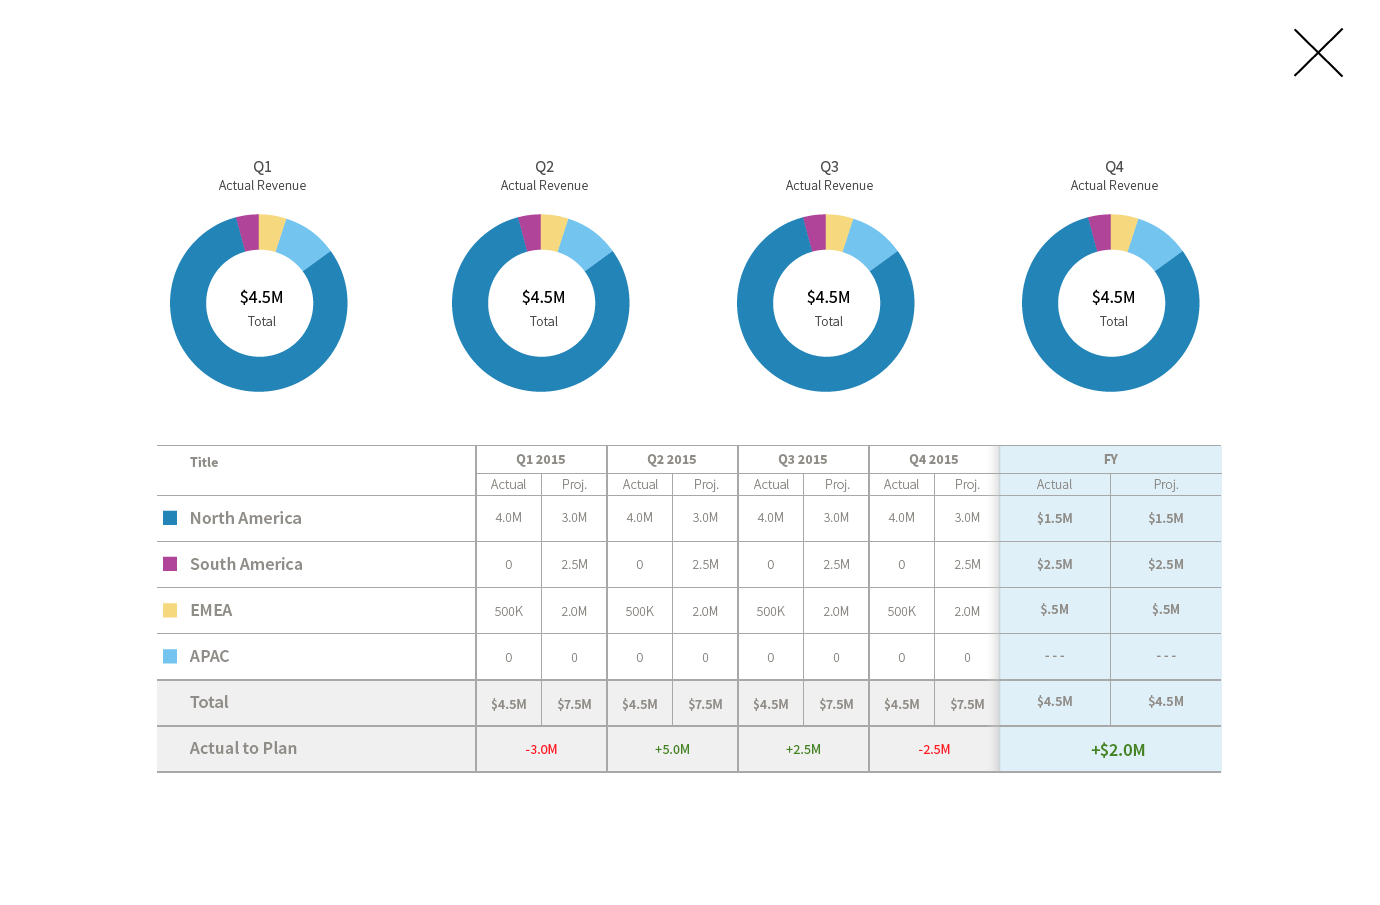 Q1 Q2 Q3 Q4
Actual Revenue Actual Revenue Actual Revenue Actual Revenue
$4.5M $4.5M $4.5M $4.5M
Total Total Total Total
Title Q1 2015 Q2 2015 Q3 2015 Q4 2015 FY
Actual Proj. Actual Proj. Actual Proj. Actual Proj. Actual Proj.
North America 4.0M 3.0M 4.0M 3.0M 4.0M 3.0M 4.0M 3.0M $1.5M $1.5M
South America 0 2.5M 0 2.5M 0 2.5M 0 2.5M $2.5M $2.5M
EMEA 500K 2.0M 500K 2.0M 500K 2.0M 500K 2.0M $.5M $.5M
APAC 0 0 0 0 0 0 0 0 --- ---
Total $4.5M $7.5M $4.5M $7.5M $4.5M $7.5M $4.5M $7.5M $4.5M $4.5M
Actual to Plan -3.0M +5.0M +2.5M -2.5M +$2.0M